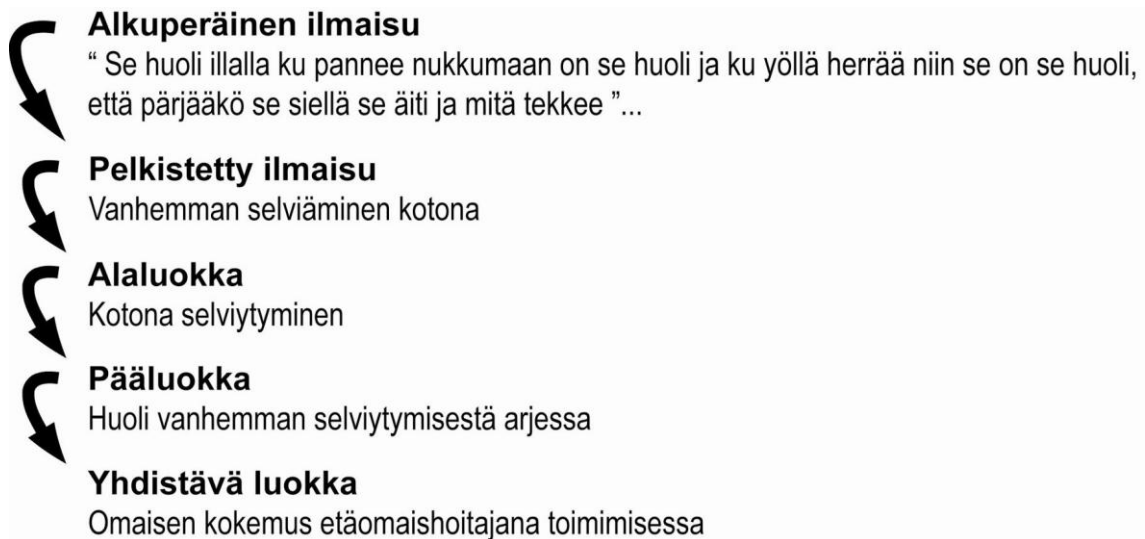 Alkuperäinen ilmaisu
“ Se huoli illalla ku pannee nukkumaan on se huoli ja ku yöllä herrää niin se on se huoli,
että pärjääkö se siellä se äiti ja mitä tekkee ”...
Pelkistetty ilmaisu
Vanhemman selviäminen kotona
Alaluokka
Kotona selviytyminen
Pääluokka
Huoli vanhemman selviytymisestä arjessa
Yhdistävä luokka
Omaisen kokemus etäomaishoitajana toimimisessa